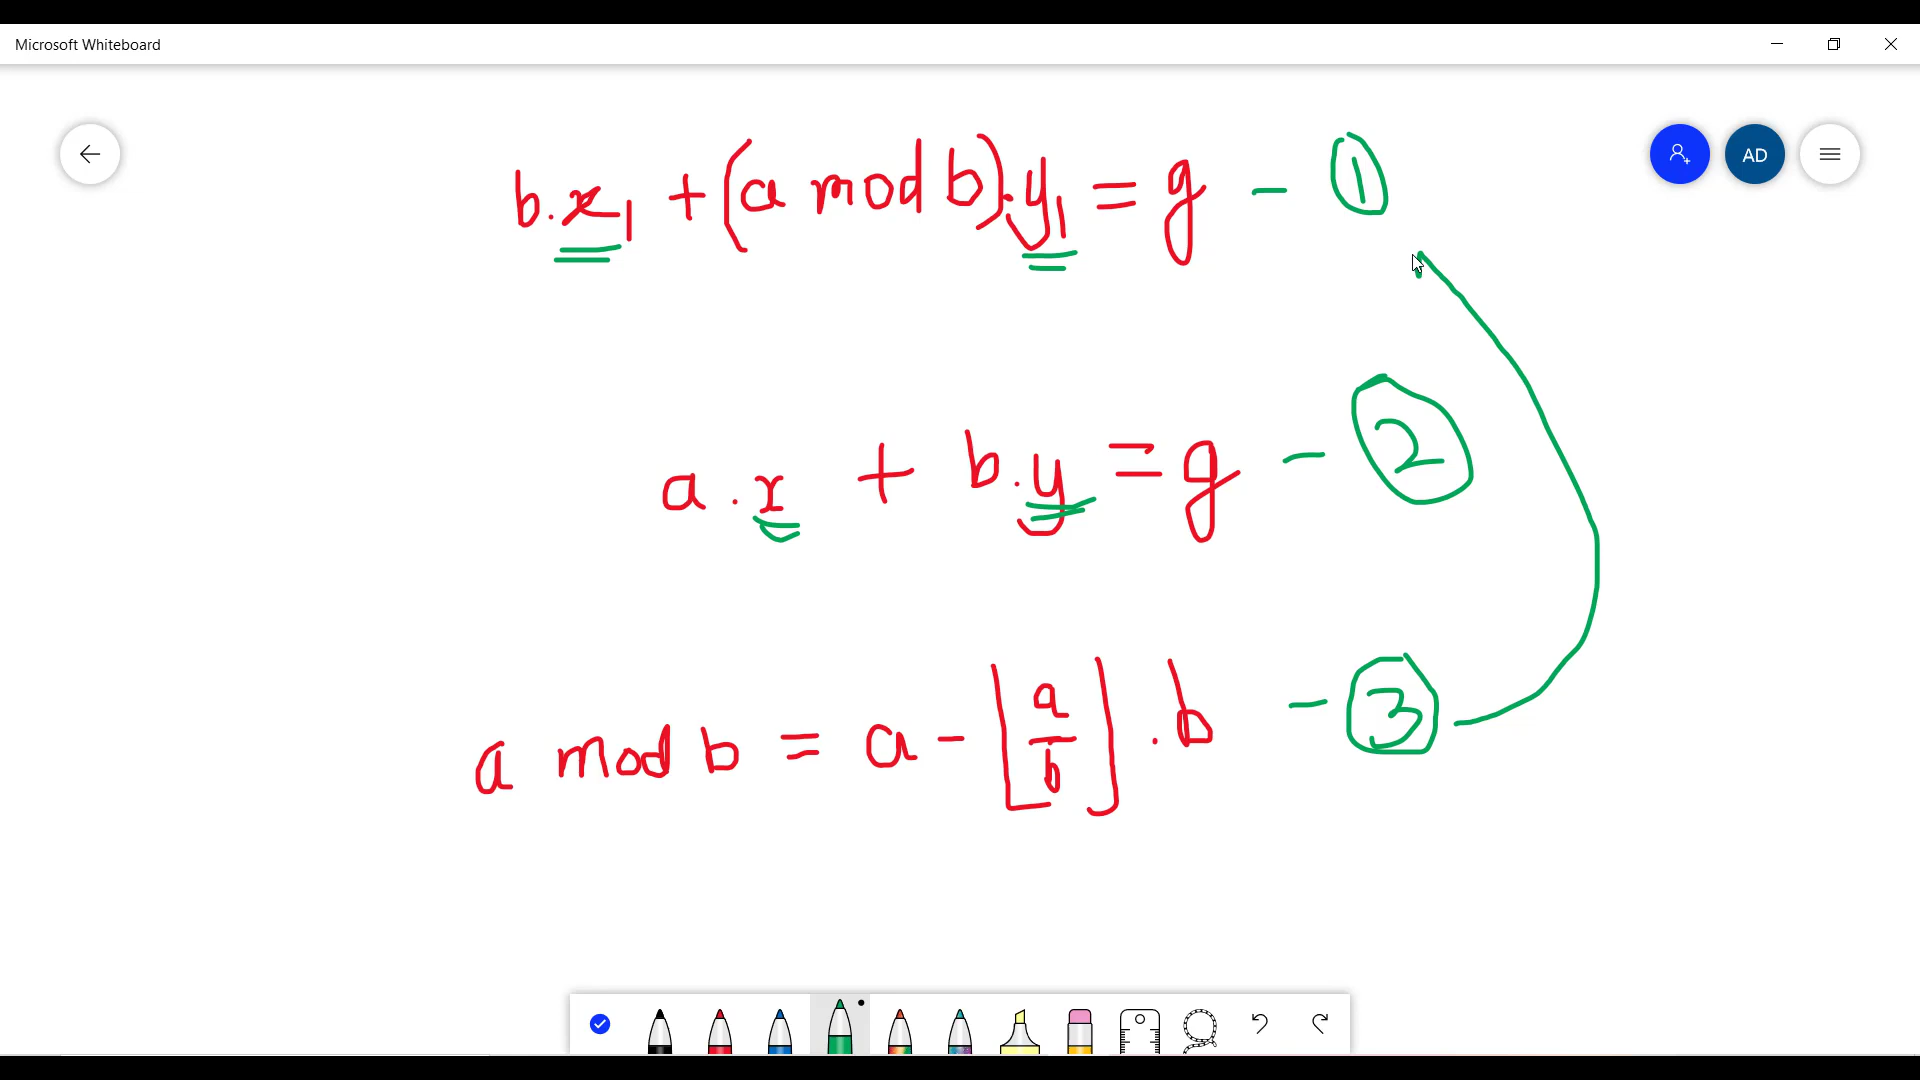 Microsoft Whiteboard
AD
b.x₁ + (a mod b).y₁ = g - ①
a.x + b.y = g - ②
a mod b = a - ⌊a/b⌋.b - ③